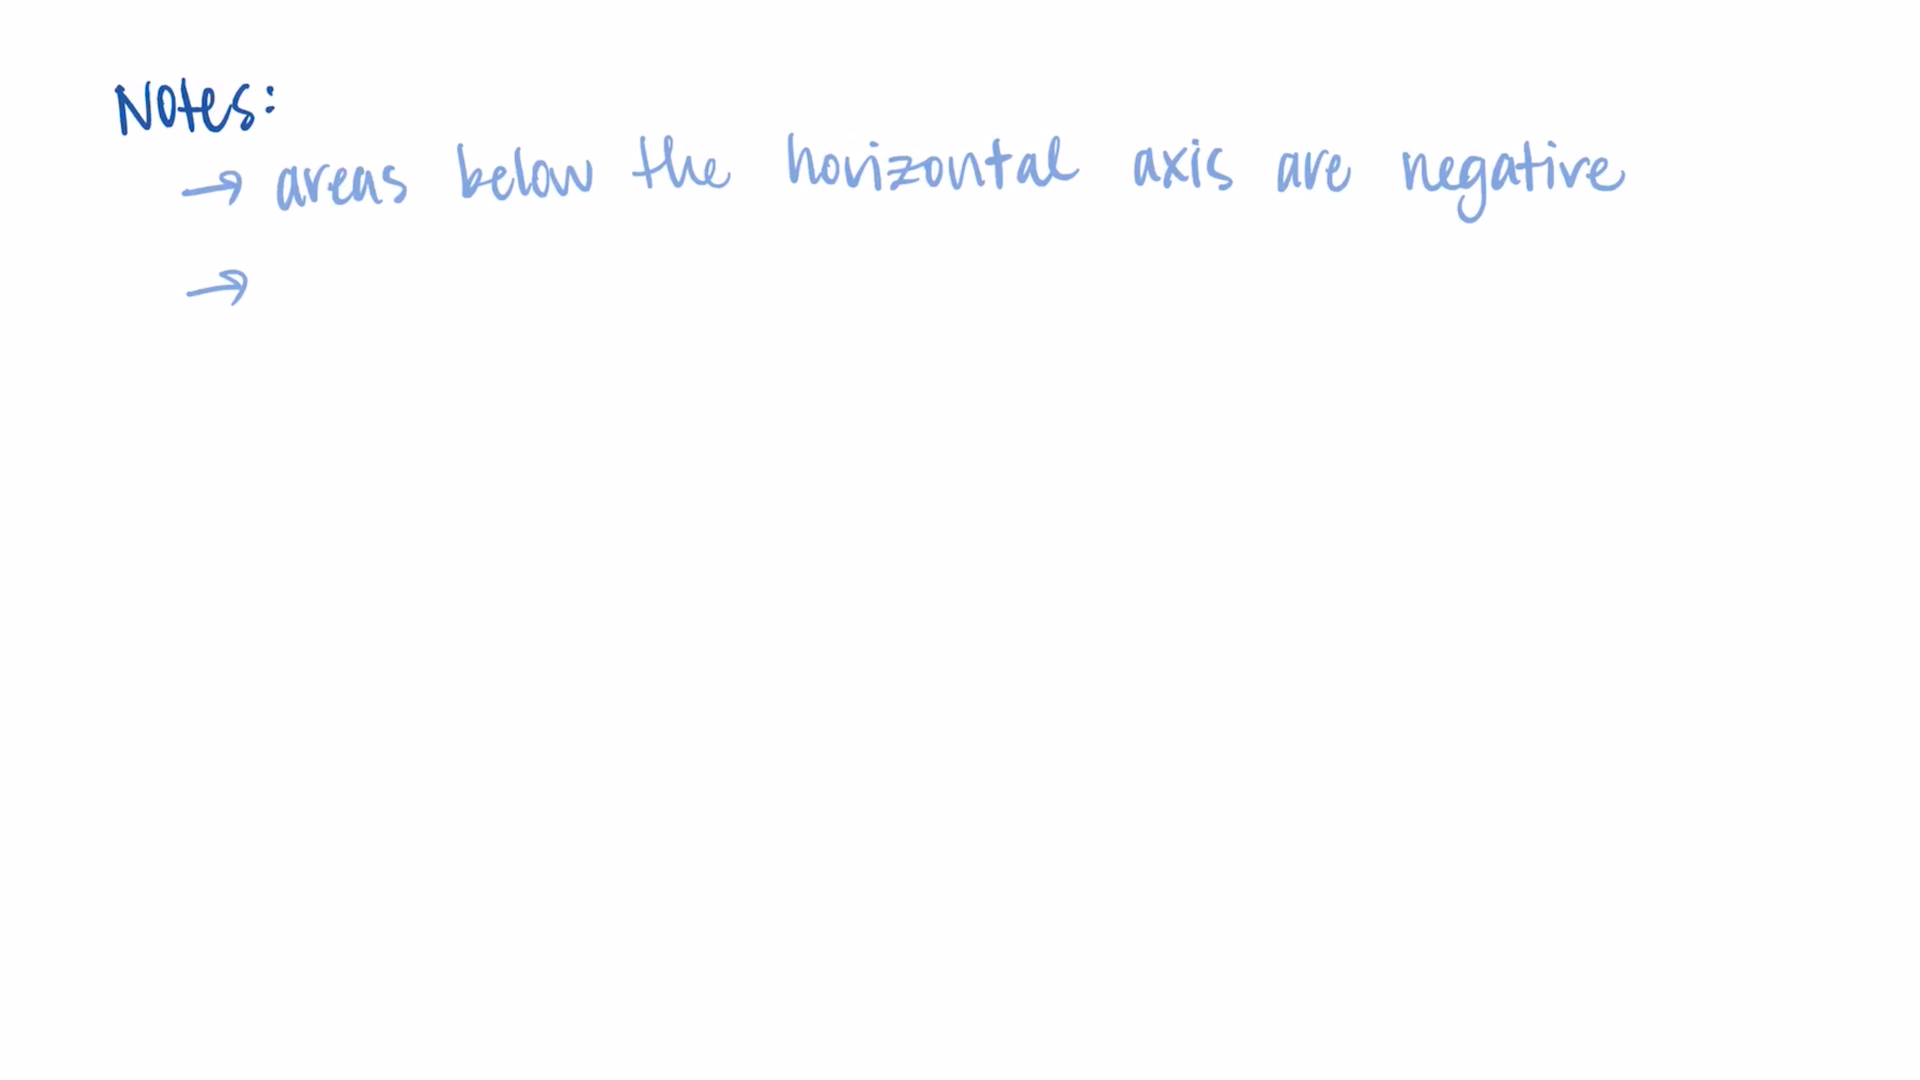 Notes:
→ areas below the horizontal axis are negative
→